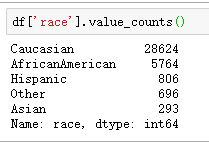 df['race'].value_counts()
Caucasian 28624
AfricanAmerican 5764
Hispanic 806
Other 696
Asian 293
Name: race, dtype: int64